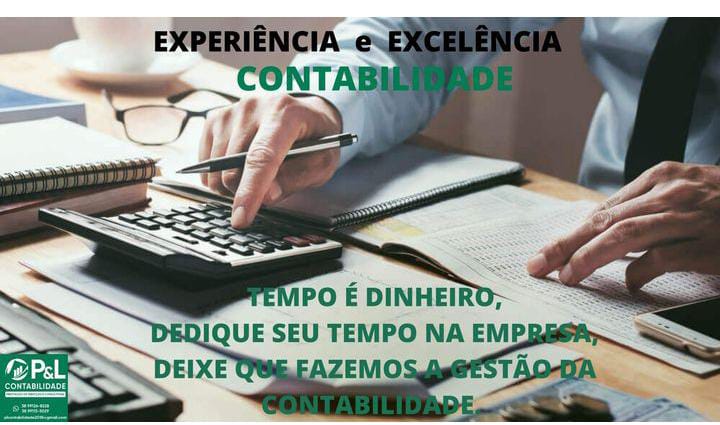 EXPERIÊNCIA e EXCELÊNCIA
CONTABILIDADE
TEMPO É DINHEIRO,
DEDIQUE SEU TEMPO NA EMPRESA,
DEIXE QUE FAZEMOS A GESTÃO DA
CONTABILIDADE.
P&L
CONTABILIDADE